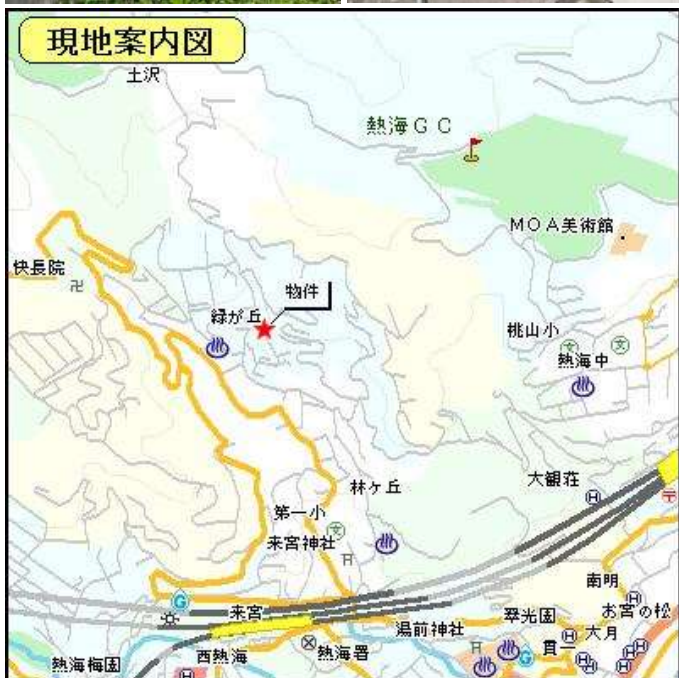 現地案内図
土沢
熱海GC
MOA美術館
快長院
物件
緑が丘
桃山小
文
文
熱海中
大観荘
H
林ケ丘
第一小
文
来宮神社
南明
H
お宮の松
G
来宮
翠光園
大月
湯前神社
貫一
H
H
H
H
G
熱海梅園
西熱海
熱海署
H